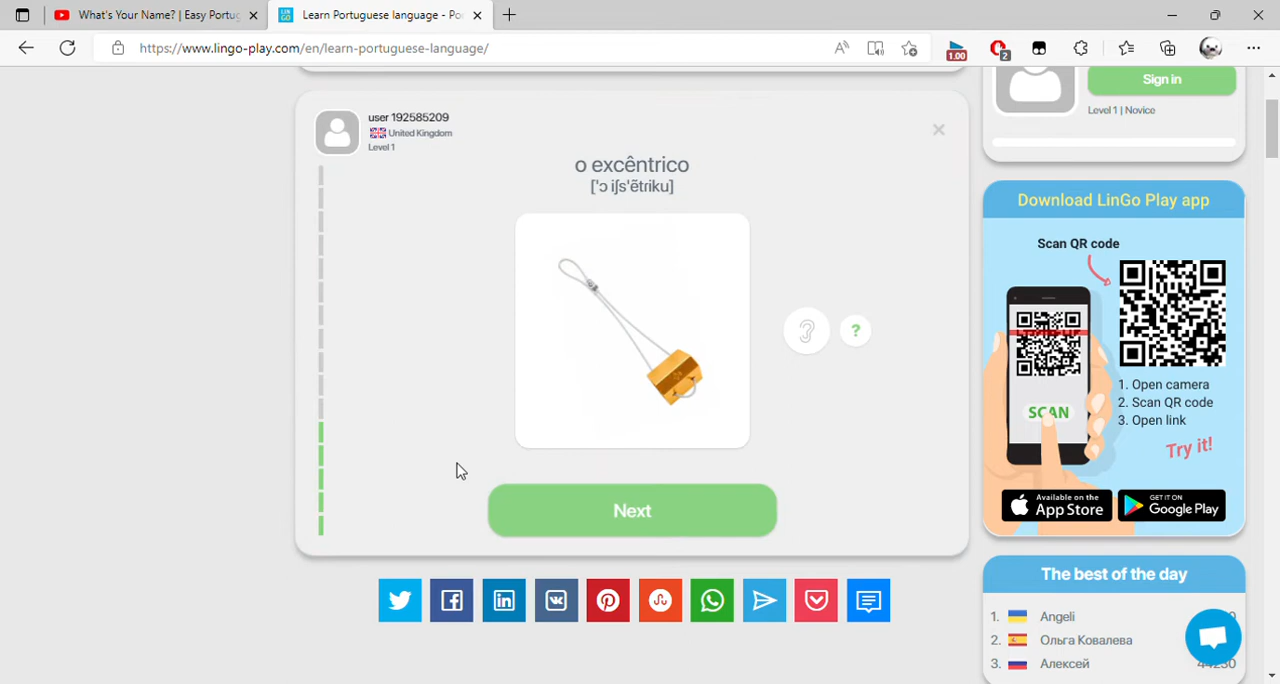 What's Your Name? | Easy Portug
Learn Portuguese language - Po
https://www.lingo-play.com/en/learn-portuguese-language/
1.00
2
Sign in
Level 1 | Novice
user 192585209
United Kingdom
Level 1
o excêntrico
['ɔ iʃs'ẽtriku]
?
Next
Download LinGo Play app
Scan QR code
SCAN
1. Open camera
2. Scan QR code
3. Open link
Try it!
Available on the
App Store
GET IT ON
Google Play
The best of the day
1. Angeli
2. Ольга Ковалева
3. Алексей